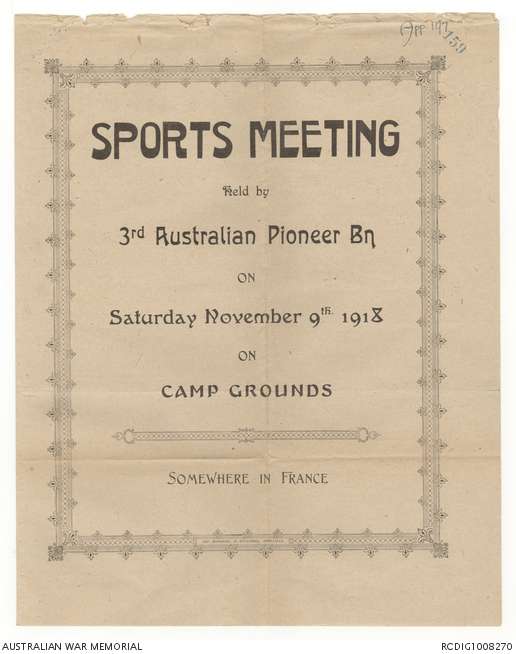 SPORTS MEETING
Held by
3rd Australian Pioneer Bn
ON
Saturday November 9th. 1918
ON
CAMP GROUNDS
SOMEWHERE IN FRANCE
AUSTRALIAN WAR MEMORIAL
RCDIG1008270